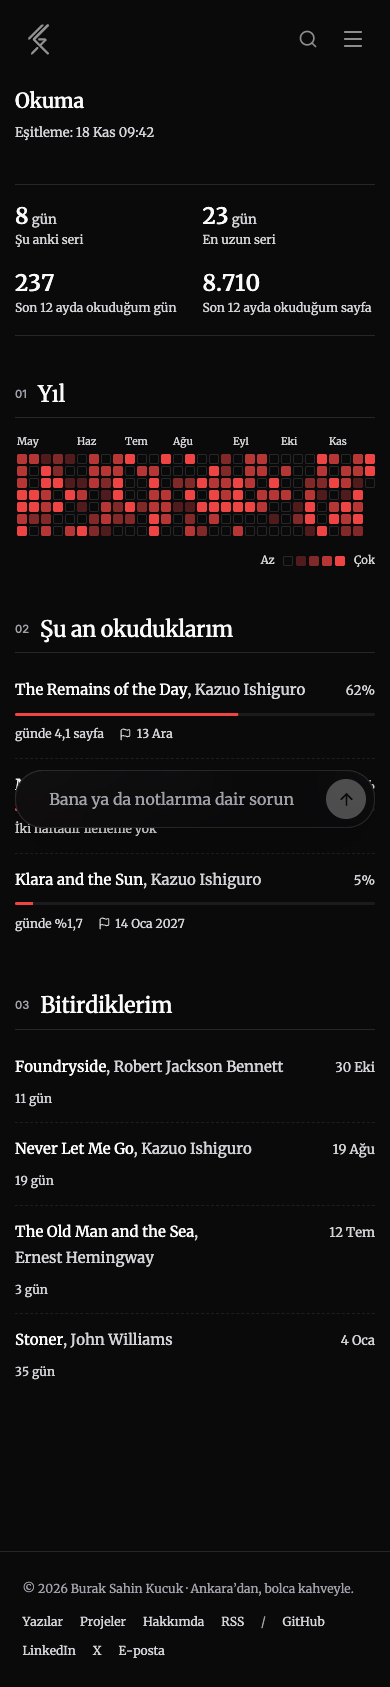 Okuma
Eşitleme: 18 Kas 09:42
8 gün
Şu anki seri
23 gün
En uzun seri
237
Son 12 ayda okuduğum gün
8.710
Son 12 ayda okuduğum sayfa
01 Yıl
May Haz Tem Ağu Eyl Eki Kas
Az Çok
02 Şu an okuduklarım
The Remains of the Day, Kazuo Ishiguro 62%
günde 4,1 sayfa 13 Ara
Bana ya da notlarıma dair sorun
İki haftadır ilerleme yok
Klara and the Sun, Kazuo Ishiguro 5%
günde %1,7 14 Oca 2027
03 Bitirdiklerim
Foundryside, Robert Jackson Bennett 30 Eki
11 gün
Never Let Me Go, Kazuo Ishiguro 19 Ağu
19 gün
The Old Man and the Sea, 12 Tem
Ernest Hemingway
3 gün
Stoner, John Williams 4 Oca
35 gün
© 2026 Burak Sahin Kucuk · Ankara’dan, bolca kahveyle.
Yazılar Projeler Hakkımda RSS / GitHub
LinkedIn X E-posta